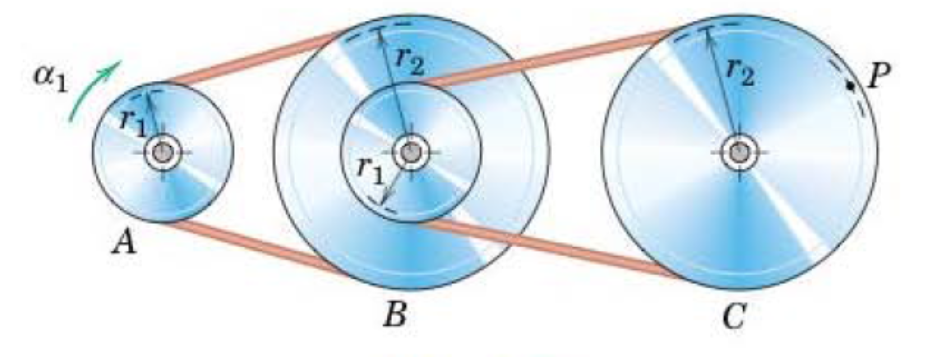 α₁
r₁
r₂
r₁
r₂
P
A
B
C